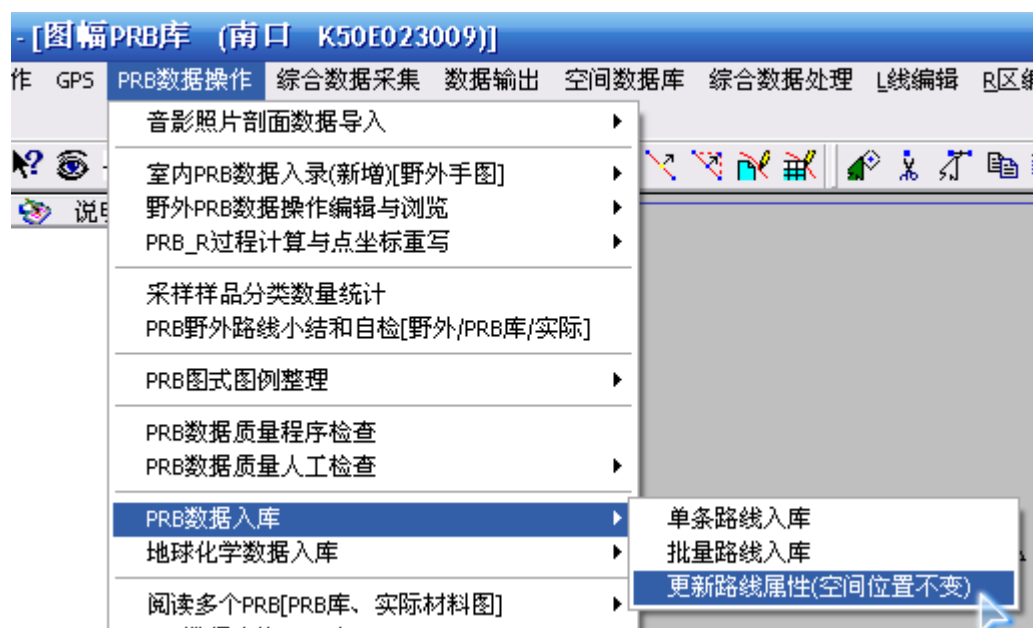 - [图幅PRB库 (南口 K50E023009)]
作 GPS PRB数据操作 综合数据采集 数据输出 空间数据库 综合数据处理 L线编辑 R区编
音影照片剖面数据导入
室内PRB数据入录(新增)[野外手图]
说明
野外PRB数据操作编辑与浏览
PRB_R过程计算与点坐标重写
采样样品分类数量统计
PRB野外路线小结和自检[野外/PRB库/实际]
PRB图式图例整理
PRB数据质量程序检查
PRB数据质量人工检查
PRB数据入库
单条路线入库
地球化学数据入库
批量路线入库
更新路线属性(空间位置不变)
阅读多个PRB[PRB库、实际材料图]